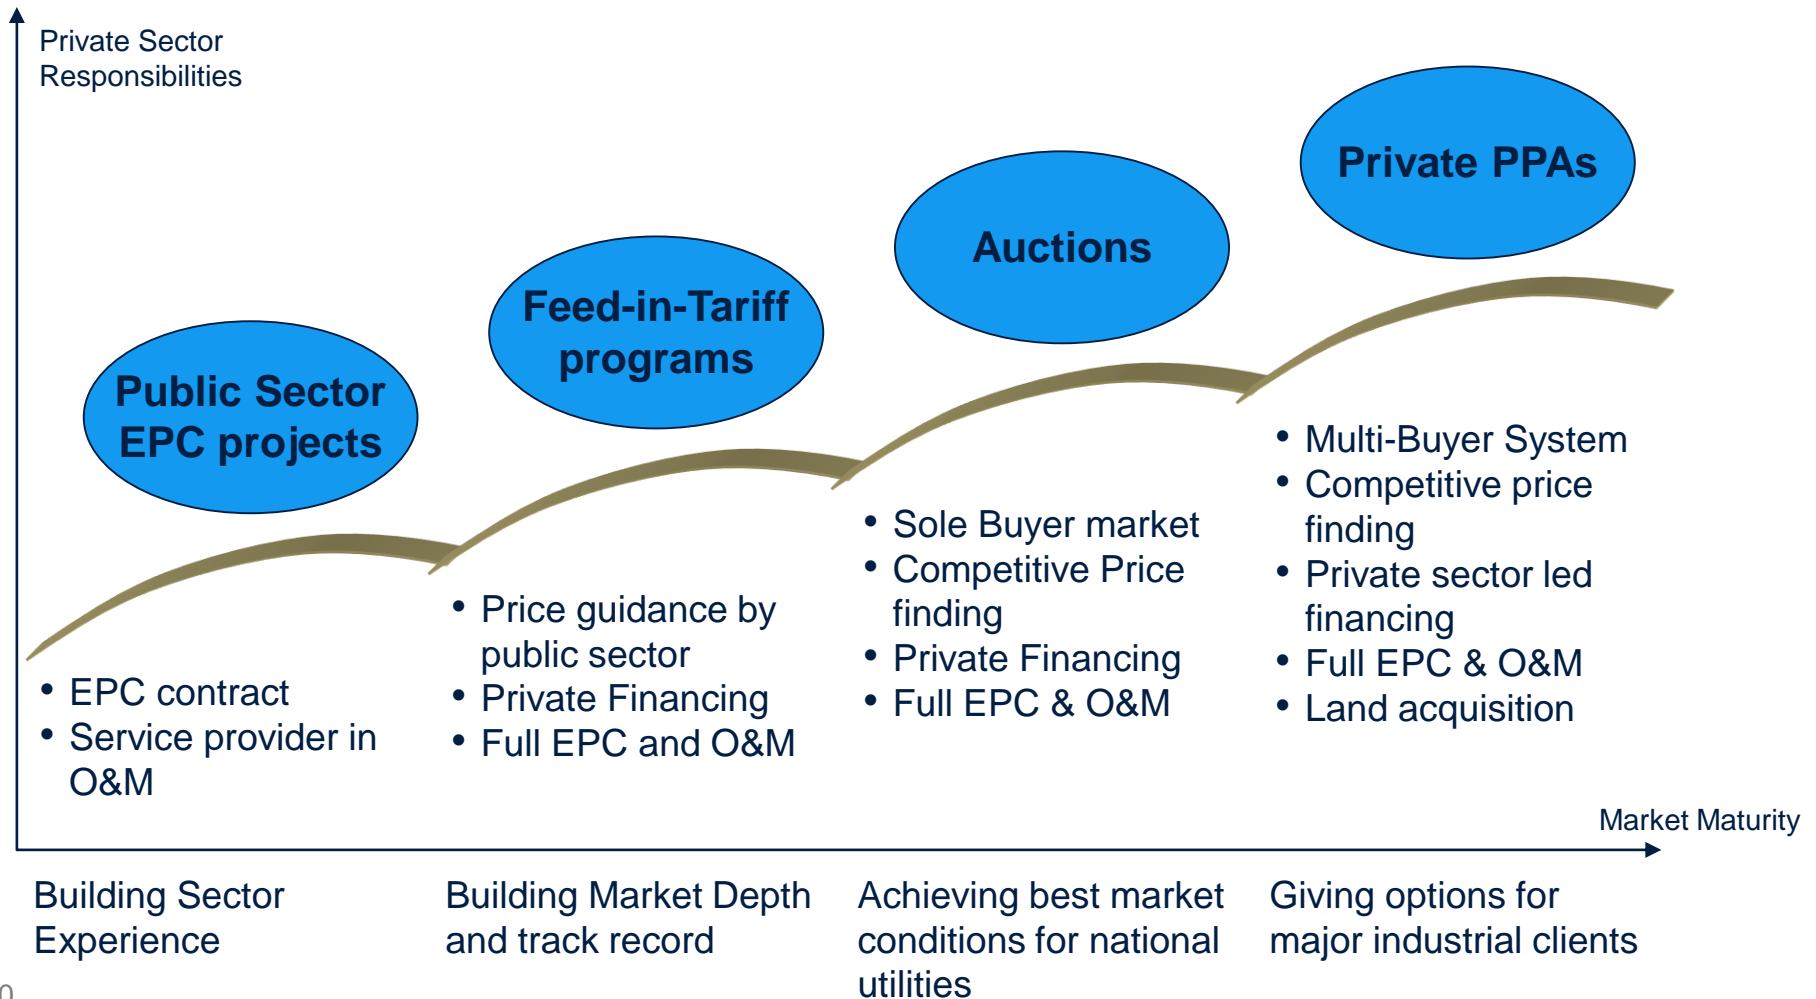 Private Sector
Responsibilities
Private PPAs
Auctions
Feed-in-Tariff
programs
Public Sector
EPC projects
• EPC contract
• Service provider in
O&M
• Price guidance by
public sector
• Private Financing
• Full EPC and O&M
• Sole Buyer market
• Competitive Price
finding
• Private Financing
• Full EPC & O&M
• Multi-Buyer System
• Competitive price
finding
• Private sector led
financing
• Full EPC & O&M
• Land acquisition
Market Maturity
Building Sector
Experience
Building Market Depth
and track record
Achieving best market
conditions for national
utilities
Giving options for
major industrial clients